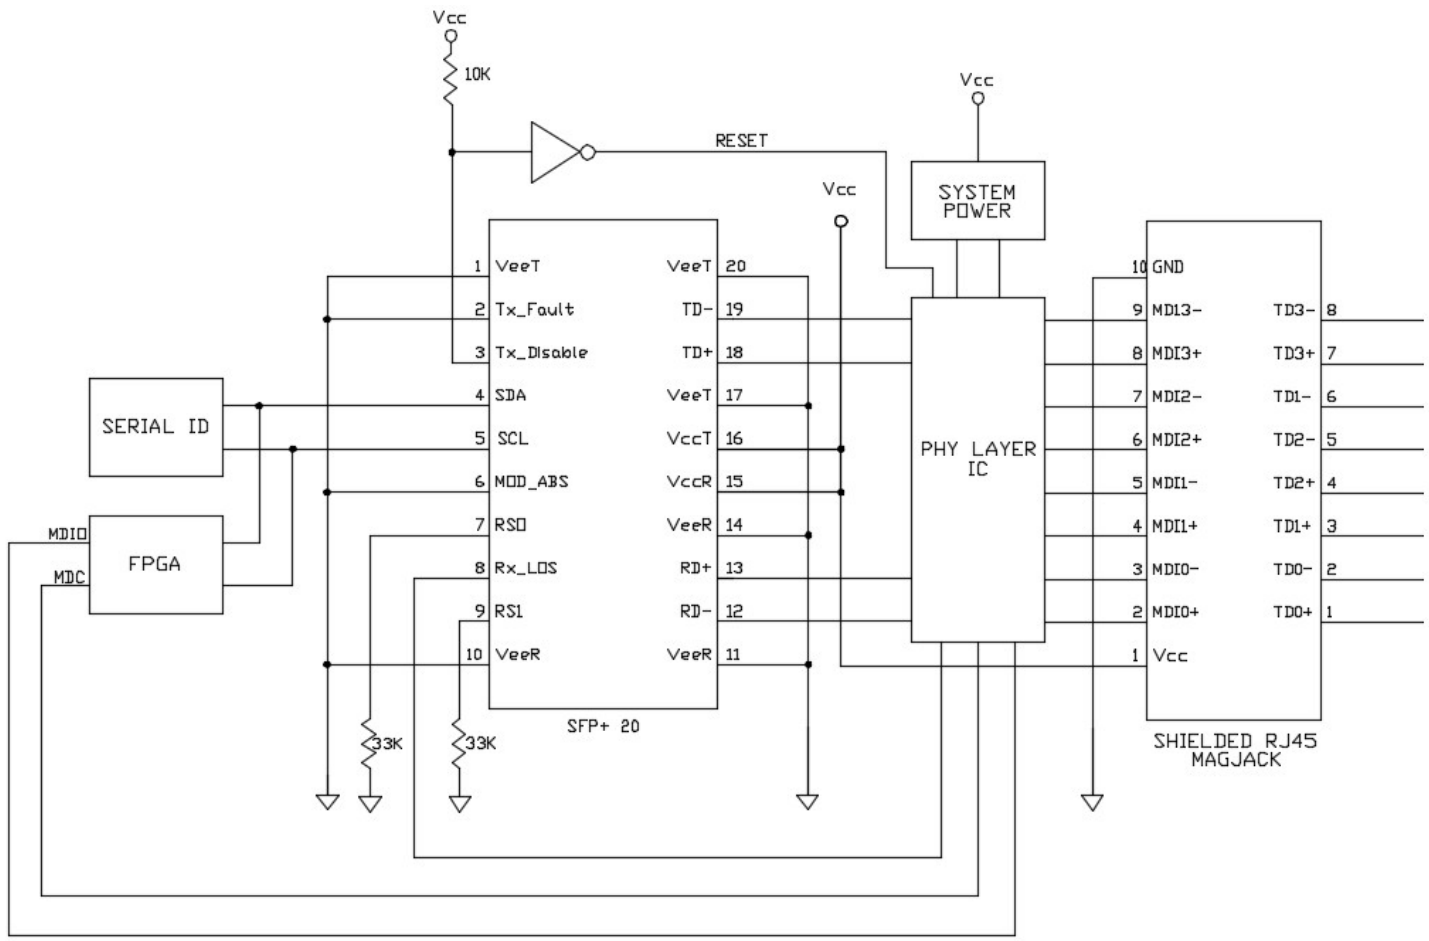 Vcc
10K
Vcc
RESET
Vcc
SYSTEM
POWER
1 VeeT
VeeT 20
10 GND
2 Tx_Fault
TD- 19
9 MD13-
TD3- 8
3 Tx_Disable
TD+ 18
8 MDI3+
TD3+ 7
4 SDA
VeeT 17
7 MDI2-
TD1- 6
SERIAL ID
5 SCL
VccT 16
PHY LAYER
IC
6 MDI2+
TD2- 5
6 MOD_ABS
VccR 15
5 MDI1-
TD2+ 4
MDIO
7 RS0
VeeR 14
4 MDI1+
TD1+ 3
FPGA
MDC
8 Rx_LOS
RD+ 13
3 MDI0-
TD0- 2
9 RS1
RD- 12
2 MDI0+
TD0+ 1
10 VeeR
VeeR 11
1 Vcc
SFP+ 20
33K
33K
SHIELDED RJ45
MAGJACK